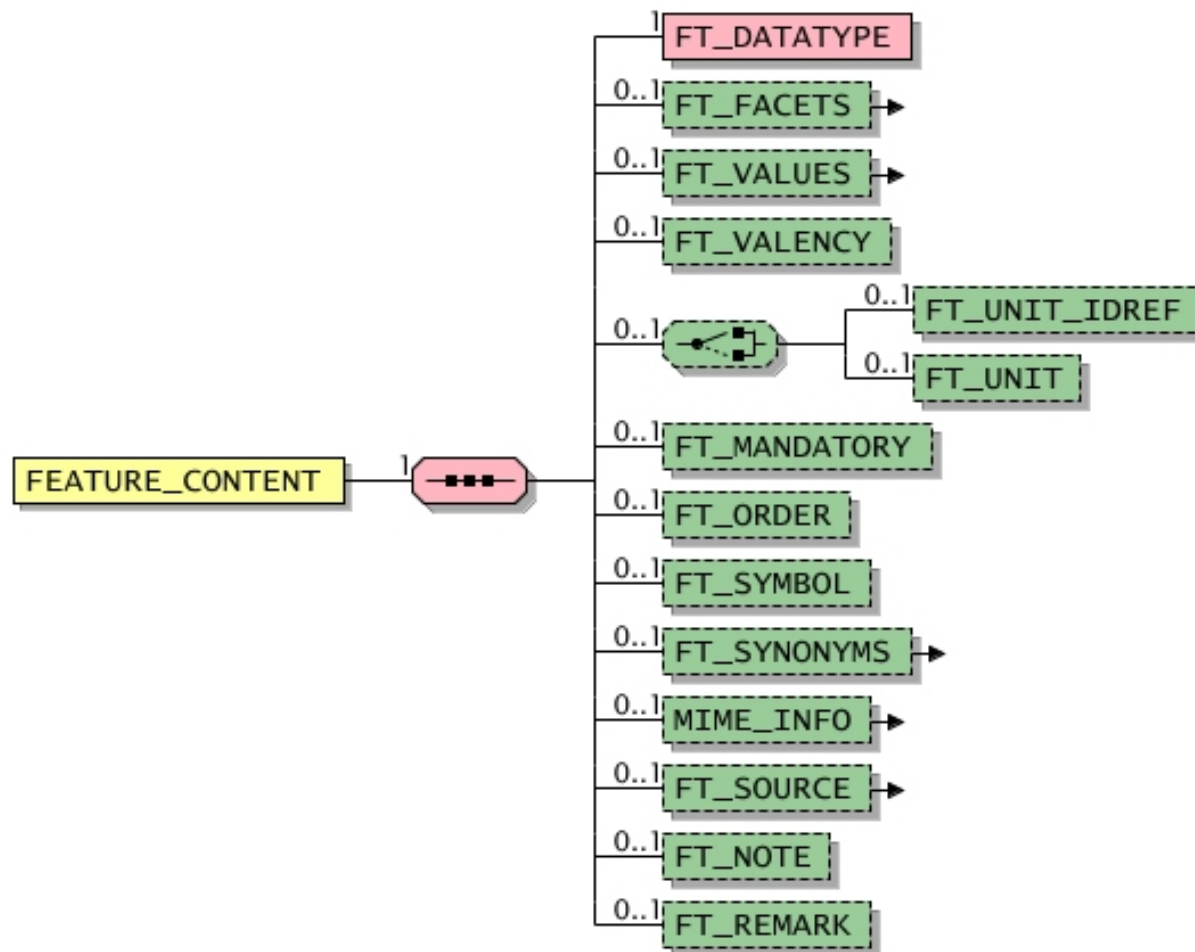 1
FT_DATATYPE
0..1
FT_FACETS
0..1
FT_VALUES
0..1
FT_VALENCY
0..1
0..1
FT_UNIT_IDREF
0..1
FT_UNIT
0..1
FT_MANDATORY
FEATURE_CONTENT
1
0..1
FT_ORDER
0..1
FT_SYMBOL
0..1
FT_SYNONYMS
0..1
MIME_INFO
0..1
FT_SOURCE
0..1
FT_NOTE
0..1
FT_REMARK